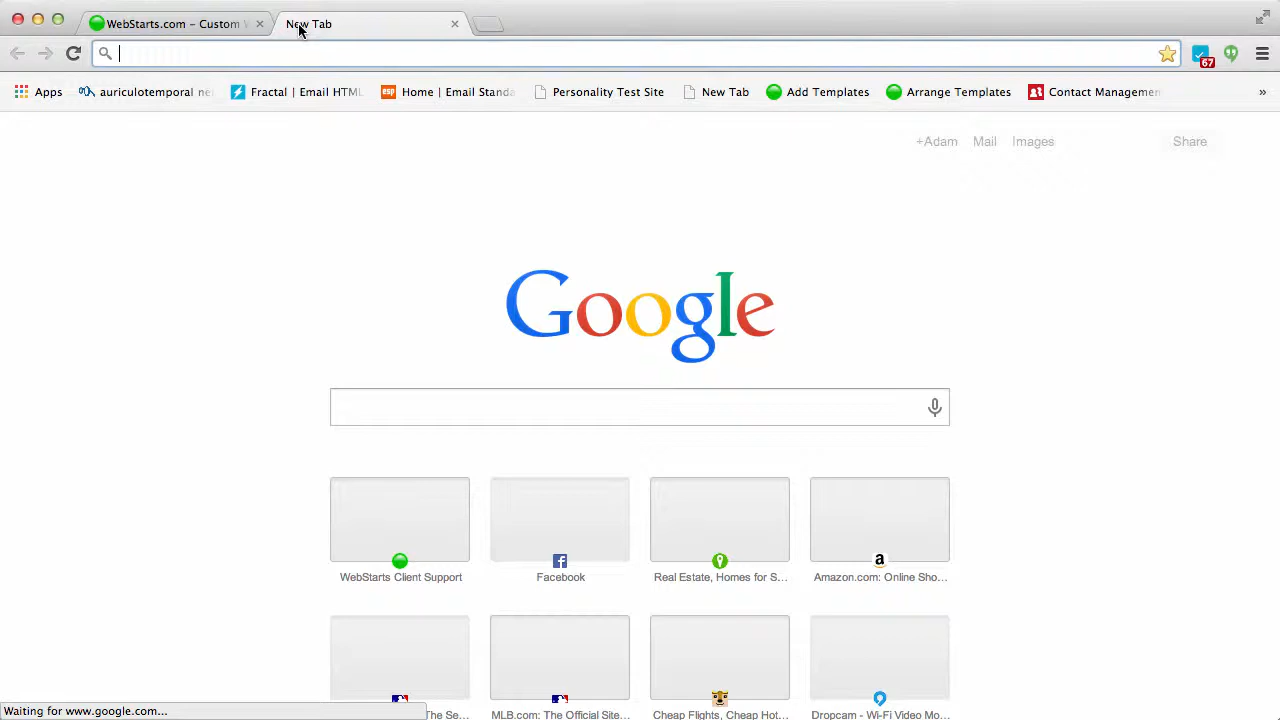 WebStarts.com – Custom W
New Tab
Apps
auriculotemporal ne
Fractal | Email HTML
esp
Home | Email Standa
Personality Test Site
New Tab
Add Templates
Arrange Templates
Contact Managemen
»
67
+Adam
Mail
Images
Share
Google
WebStarts Client Support
Facebook
Real Estate, Homes for S...
Amazon.com: Online Sho...
The Se...
MLB.com: The Official Site...
Cheap Flights, Cheap Hot...
Dropcam - Wi-Fi Video Mo...
Waiting for www.google.com...